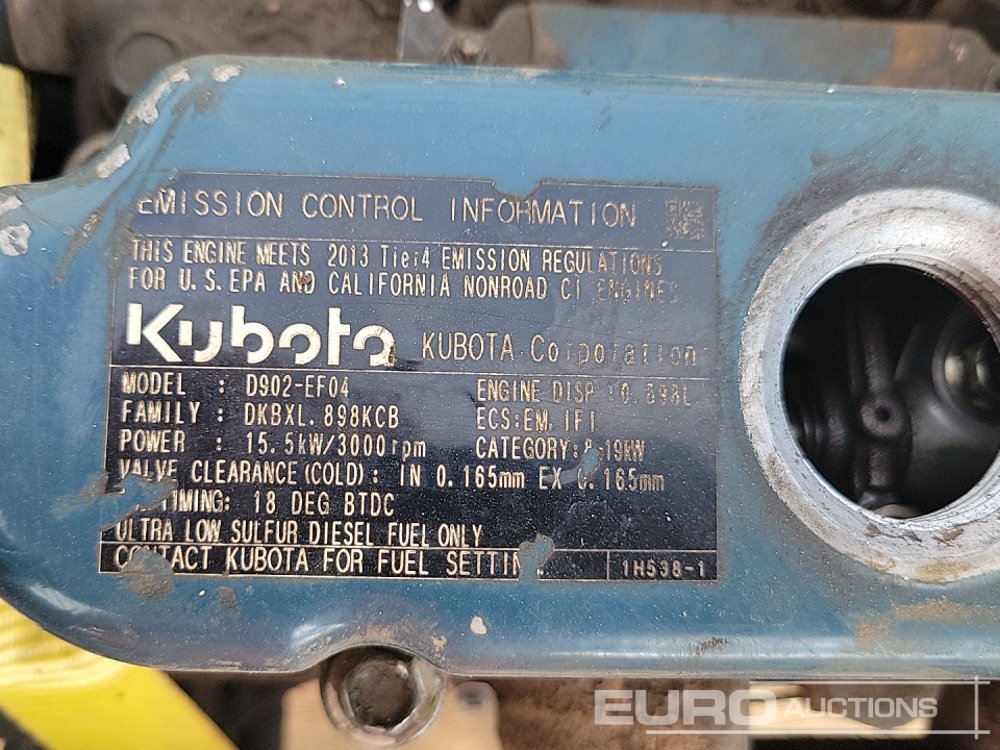 EMISSION CONTROL INFORMATION
THIS ENGINE MEETS 2013 Tier4 EMISSION REGULATIONS
FOR U.S.EPA AND CALIFORNIA NONROAD CI ENGINES
Kubota KUBOTA Corporation
MODEL : D902-EF04 ENGINE DISP.:0.898L
FAMILY : DKBXL.898KCB ECS:EM, IFI
POWER : 15.5kW/3000rpm CATEGORY:8-19kW
VALVE CLEARANCE(COLD): IN 0.165mm EX 0.165mm
TIMING: 18 DEG BTDC
ULTRA LOW SULFUR DIESEL FUEL ONLY
CONTACT KUBOTA FOR FUEL SETTIN 1H538-1
EURO AUCTIONS